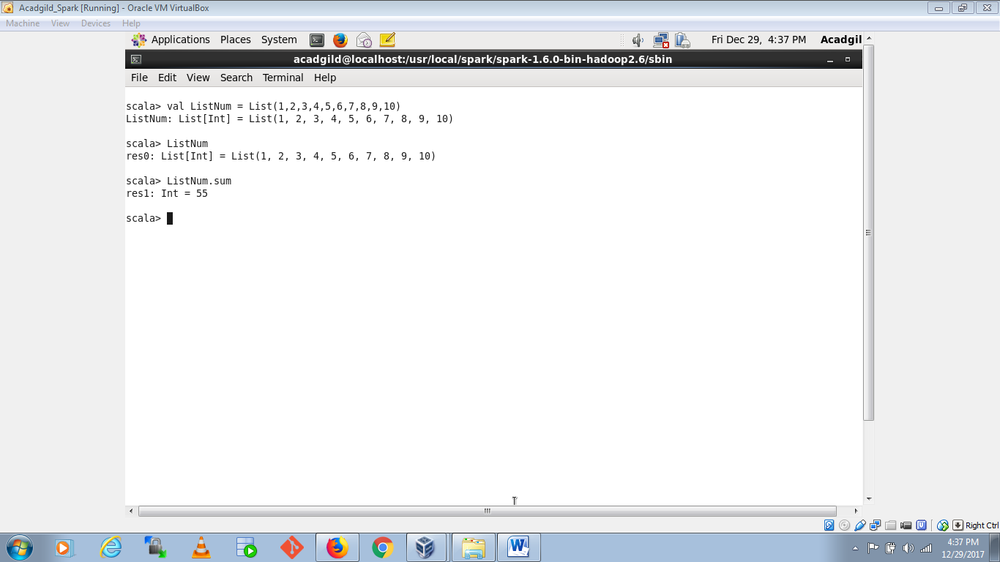 Acadgild_Spark [Running] - Oracle VM VirtualBox
Machine View Devices Help
Applications Places System Fri Dec 29, 4:37 PM Acadgil
acadgild@localhost:/usr/local/spark/spark-1.6.0-bin-hadoop2.6/sbin
File Edit View Search Terminal Help
scala> val ListNum = List(1,2,3,4,5,6,7,8,9,10)
ListNum: List[Int] = List(1, 2, 3, 4, 5, 6, 7, 8, 9, 10)
scala> ListNum
res0: List[Int] = List(1, 2, 3, 4, 5, 6, 7, 8, 9, 10)
scala> ListNum.sum
res1: Int = 55
scala>
Right Ctrl
4:37 PM
12/29/2017